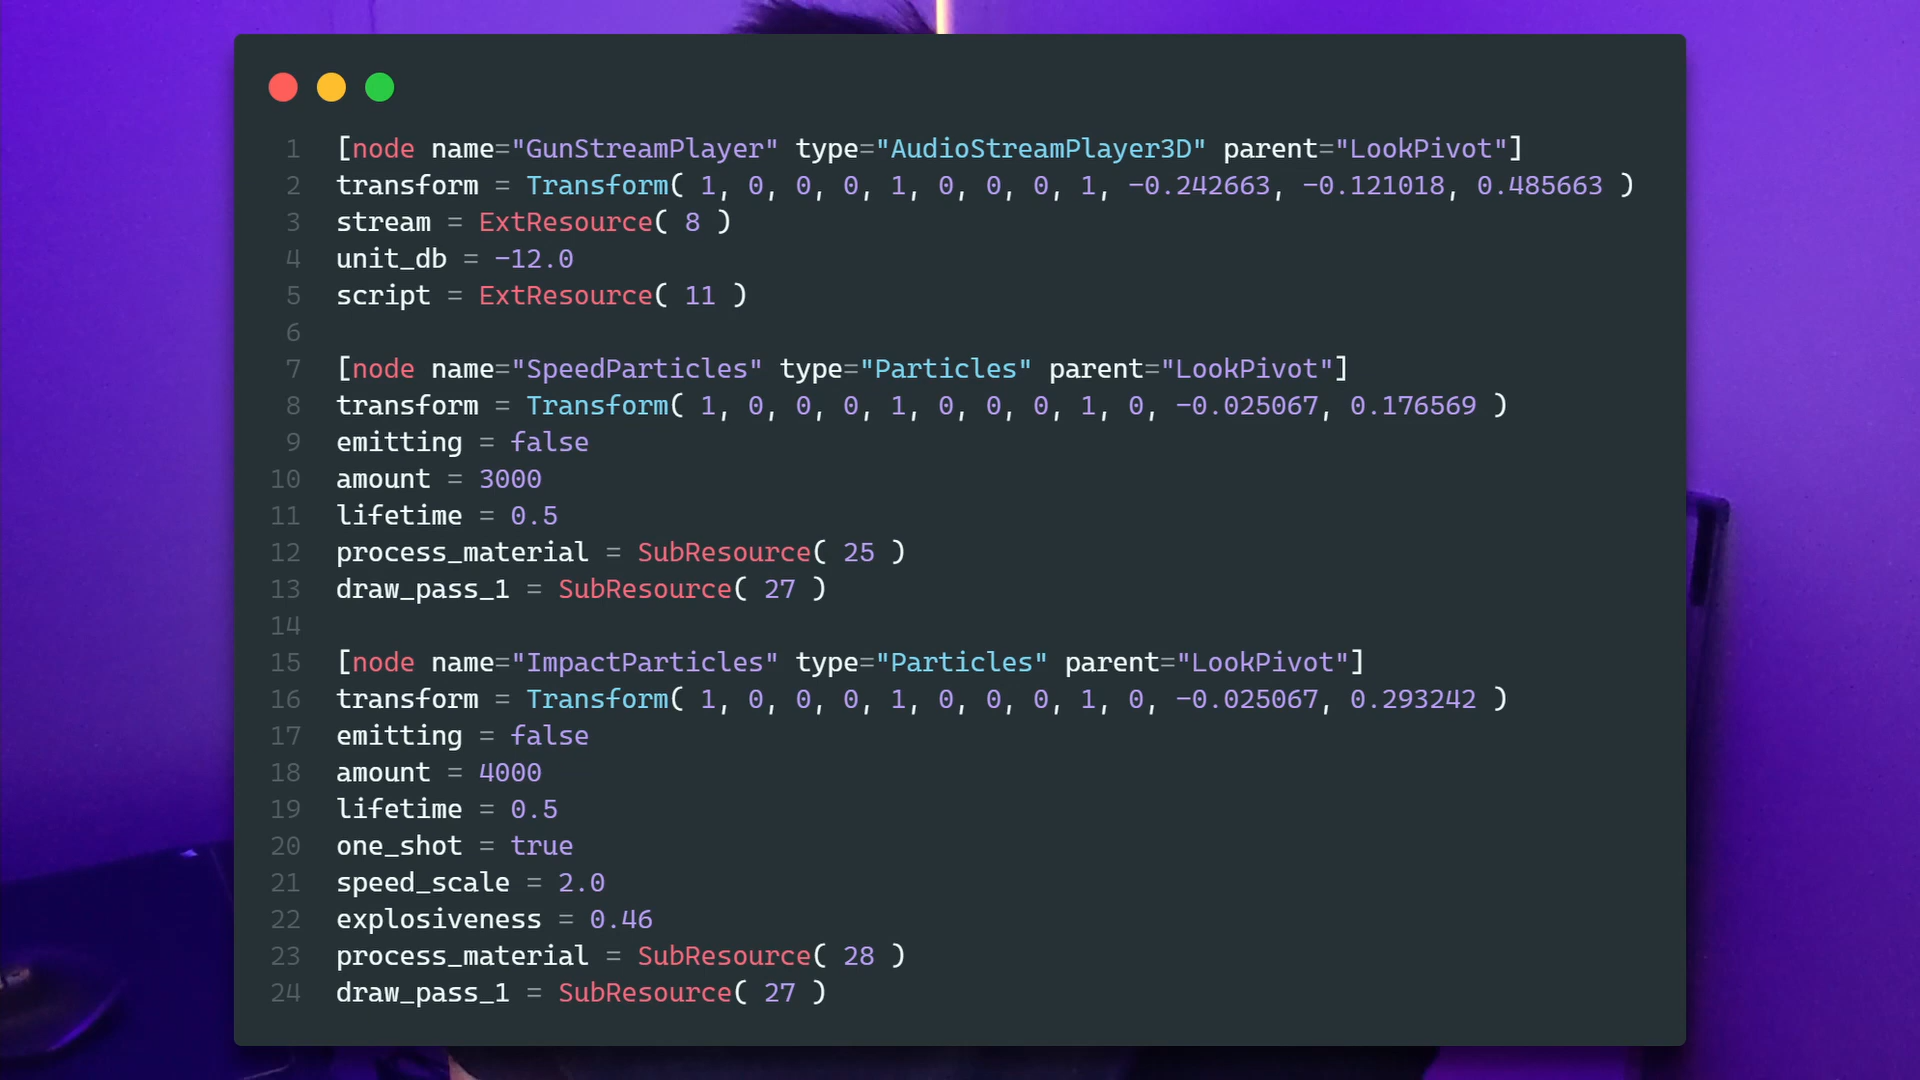 1 [node name="GunStreamPlayer" type="AudioStreamPlayer3D" parent="LookPivot"]
2 transform = Transform( 1, 0, 0, 0, 1, 0, 0, 0, 1, -0.242663, -0.121018, 0.485663 )
3 stream = ExtResource( 8 )
4 unit_db = -12.0
5 script = ExtResource( 11 )
6
7 [node name="SpeedParticles" type="Particles" parent="LookPivot"]
8 transform = Transform( 1, 0, 0, 0, 1, 0, 0, 0, 1, 0, -0.025067, 0.176569 )
9 emitting = false
10 amount = 3000
11 lifetime = 0.5
12 process_material = SubResource( 25 )
13 draw_pass_1 = SubResource( 27 )
14
15 [node name="ImpactParticles" type="Particles" parent="LookPivot"]
16 transform = Transform( 1, 0, 0, 0, 1, 0, 0, 0, 1, 0, -0.025067, 0.293242 )
17 emitting = false
18 amount = 4000
19 lifetime = 0.5
20 one_shot = true
21 speed_scale = 2.0
22 explosiveness = 0.46
23 process_material = SubResource( 28 )
24 draw_pass_1 = SubResource( 27 )